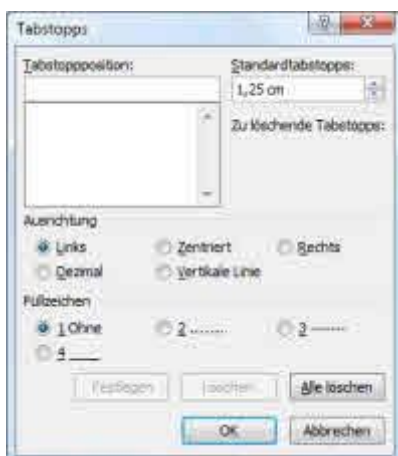 Tabstopps
Tabstoppposition: Standardtabstopps:
1,25 cm
Zu löschende Tabstopps:
Ausrichtung
Links Zentriert Rechts
Dezimal Vertikale Linie
Füllzeichen
1 Ohne 2 ........ 3 -------
4 ____
Festlegen Löschen Alle löschen
OK Abbrechen